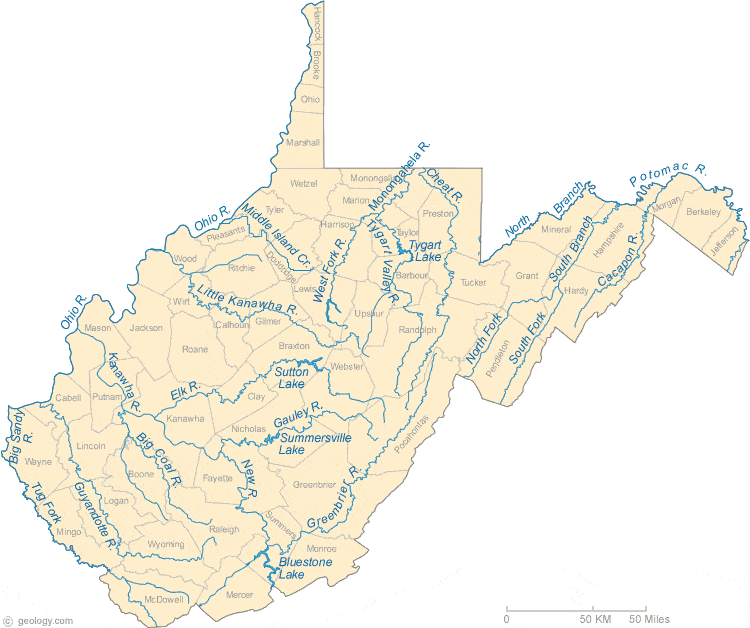 Hancock
Brooke
Ohio
Marshall
Wetzel
Monongalia
Monongahela R.
Cheat R.
Marion
Preston
Potomac R.
Morgan
Berkeley
Jefferson
North Branch
Mineral
Hampshire
South Branch
Cacapon R.
Ohio R.
Middle Island Cr.
Tyler
Pleasants
Harrison
Taylor
Tygart
Lake
Tygart Valley R.
Wood
Ritchie
Doddridge
West Fork R.
Barbour
Tucker
Grant
Hardy
Lewis
Little Kanawha R.
Wirt
Calhoun
Gilmer
Upshur
Randolph
North Fork
South Fork
Pendleton
Ohio R.
Mason
Jackson
Roane
Braxton
Webster
Kanawha R.
Elk R.
Sutton
Lake
Cabell
Putnam
Clay
Kanawha
Gauley R.
Nicholas
Summersville
Lake
Pocahontas
Big Sandy
R.
Wayne
Lincoln
Big Coal R.
Boone
New R.
Fayette
Greenbrier
Greenbrier R.
Tug Fork
Guyandotte R.
Logan
Mingo
Raleigh
Summers
Wyoming
Monroe
Bluestone
Lake
McDowell
Mercer
0 50 KM 50 Miles
© geology.com